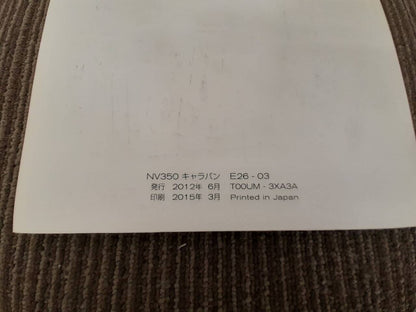 NV350 キャラバン E26 - 03
発行 2012年 6月 T00UM - 3XA3A
印刷 2015年 3月 Printed in Japan